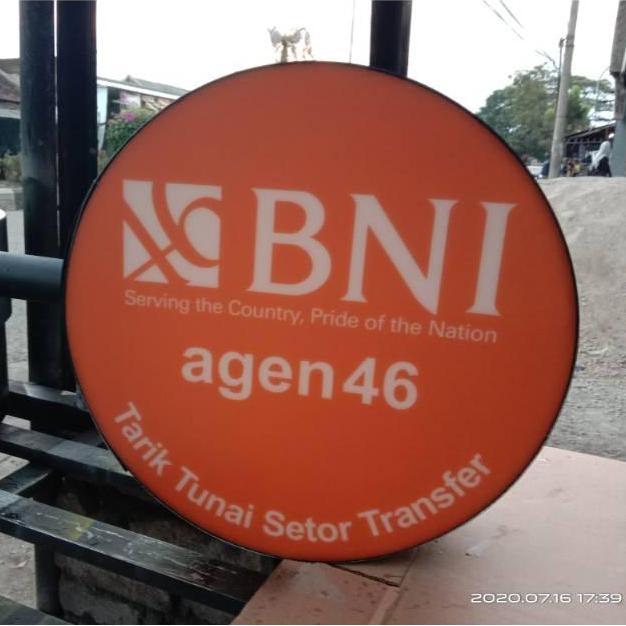 BNI
Serving the Country, Pride of the Nation
agen46
Tarik Tunai Setor Transfer
2020.07.16 17:39